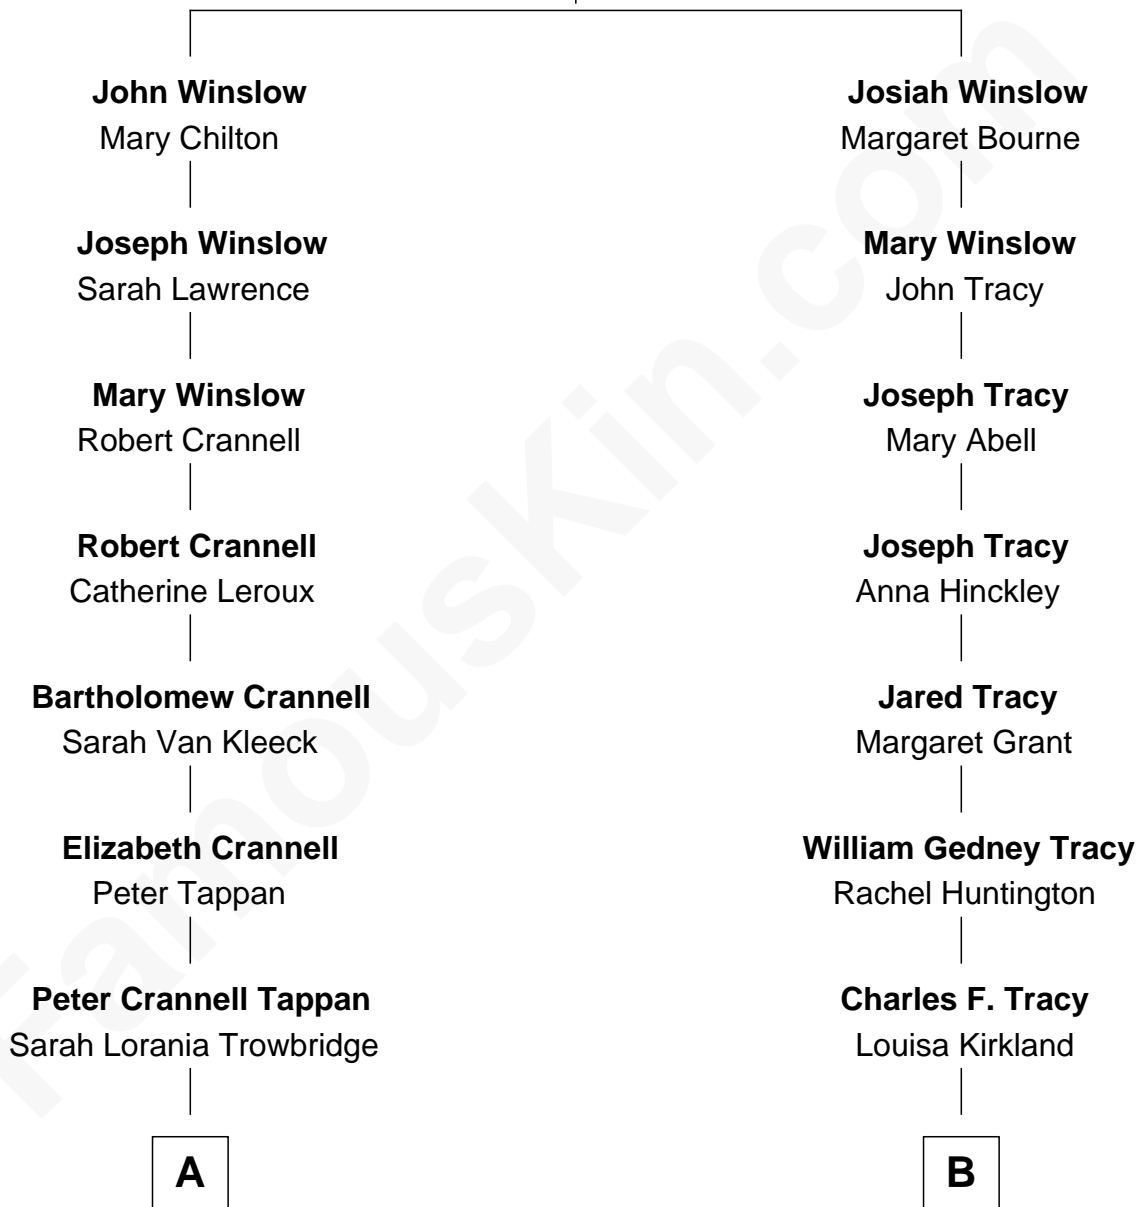 John Winslow
Mary Chilton
Josiah Winslow
Margaret Bourne
Joseph Winslow
Sarah Lawrence
Mary Winslow
John Tracy
Mary Winslow
Robert Crannell
Joseph Tracy
Mary Abell
Robert Crannell
Catherine Leroux
Joseph Tracy
Anna Hinckley
Bartholomew Crannell
Sarah Van Kleeck
Jared Tracy
Margaret Grant
Elizabeth Crannell
Peter Tappan
William Gedney Tracy
Rachel Huntington
Peter Crannell Tappan
Sarah Lorania Trowbridge
Charles F. Tracy
Louisa Kirkland
A
B
FamousKin.com